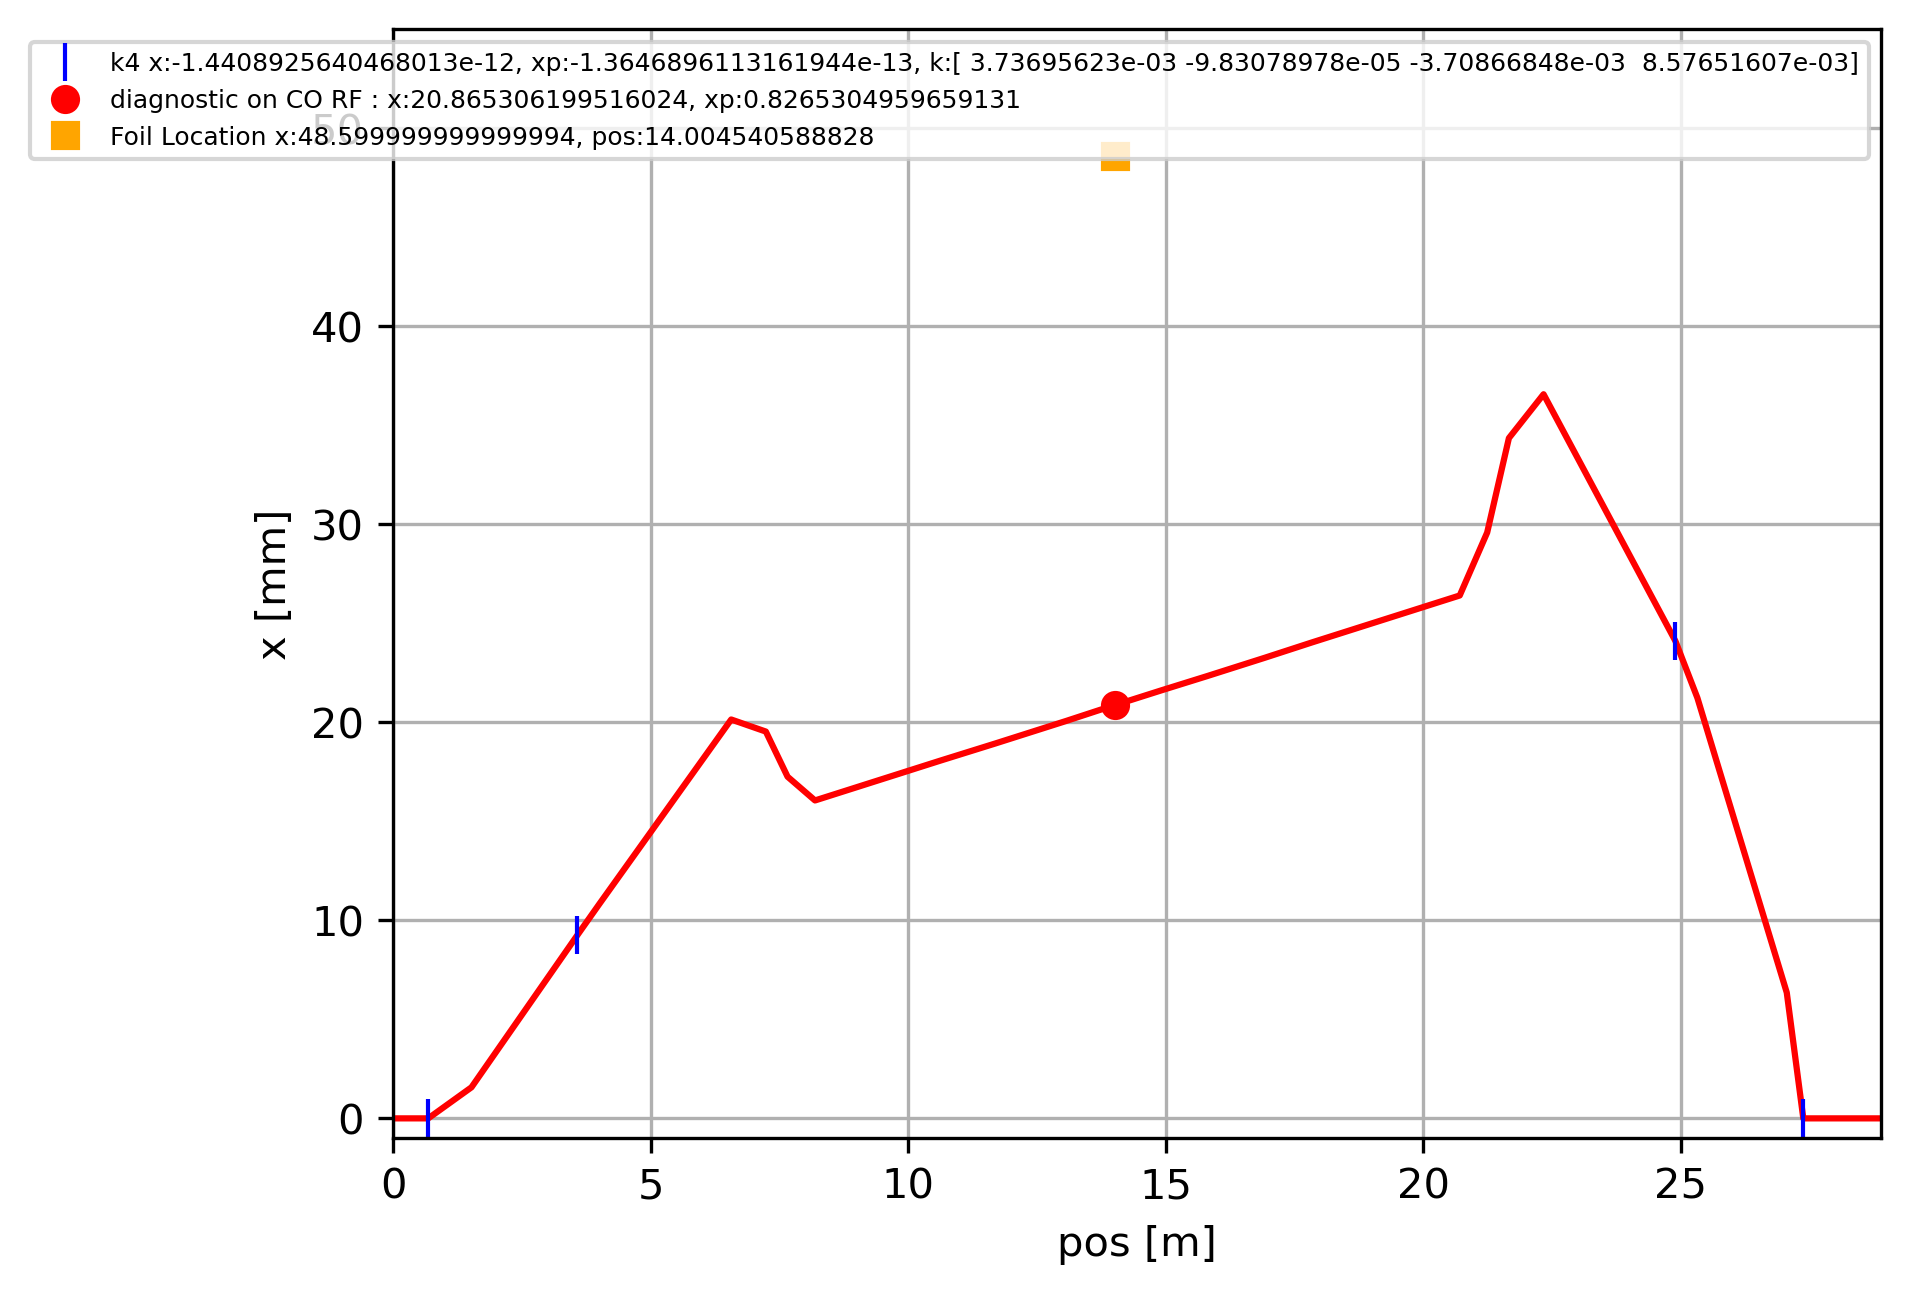 k4 x:-1.4408925640468013e-12, xp:-1.3646896113161944e-13, k:[ 3.73695623e-03 -9.83078978e-05 -3.70866848e-03  8.57651607e-03]
diagnostic on CO RF : x:20.865306199516024, xp:0.8265304959659131
Foil Location x:48.599999999999994, pos:14.004540588828
50
40
30
20
10
0
x [mm]
0 5 10 15 20 25
pos [m]